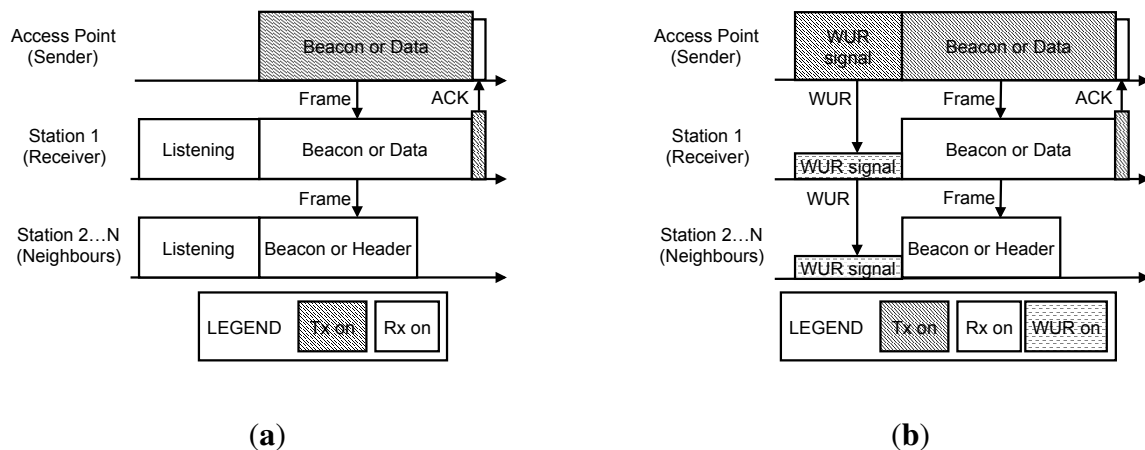 Access Point
(Sender)
Beacon or Data
Frame
ACK
Station 1
(Receiver)
Listening
Beacon or Data
Frame
Station 2…N
(Neighbours)
Listening
Beacon or Header
LEGEND
Tx on
Rx on
(a)
Access Point
(Sender)
WUR
signal
Beacon or Data
WUR
Frame
ACK
Station 1
(Receiver)
WUR signal
Beacon or Data
WUR
Frame
Station 2…N
(Neighbours)
WUR signal
Beacon or Header
LEGEND
Tx on
Rx on
WUR on
(b)